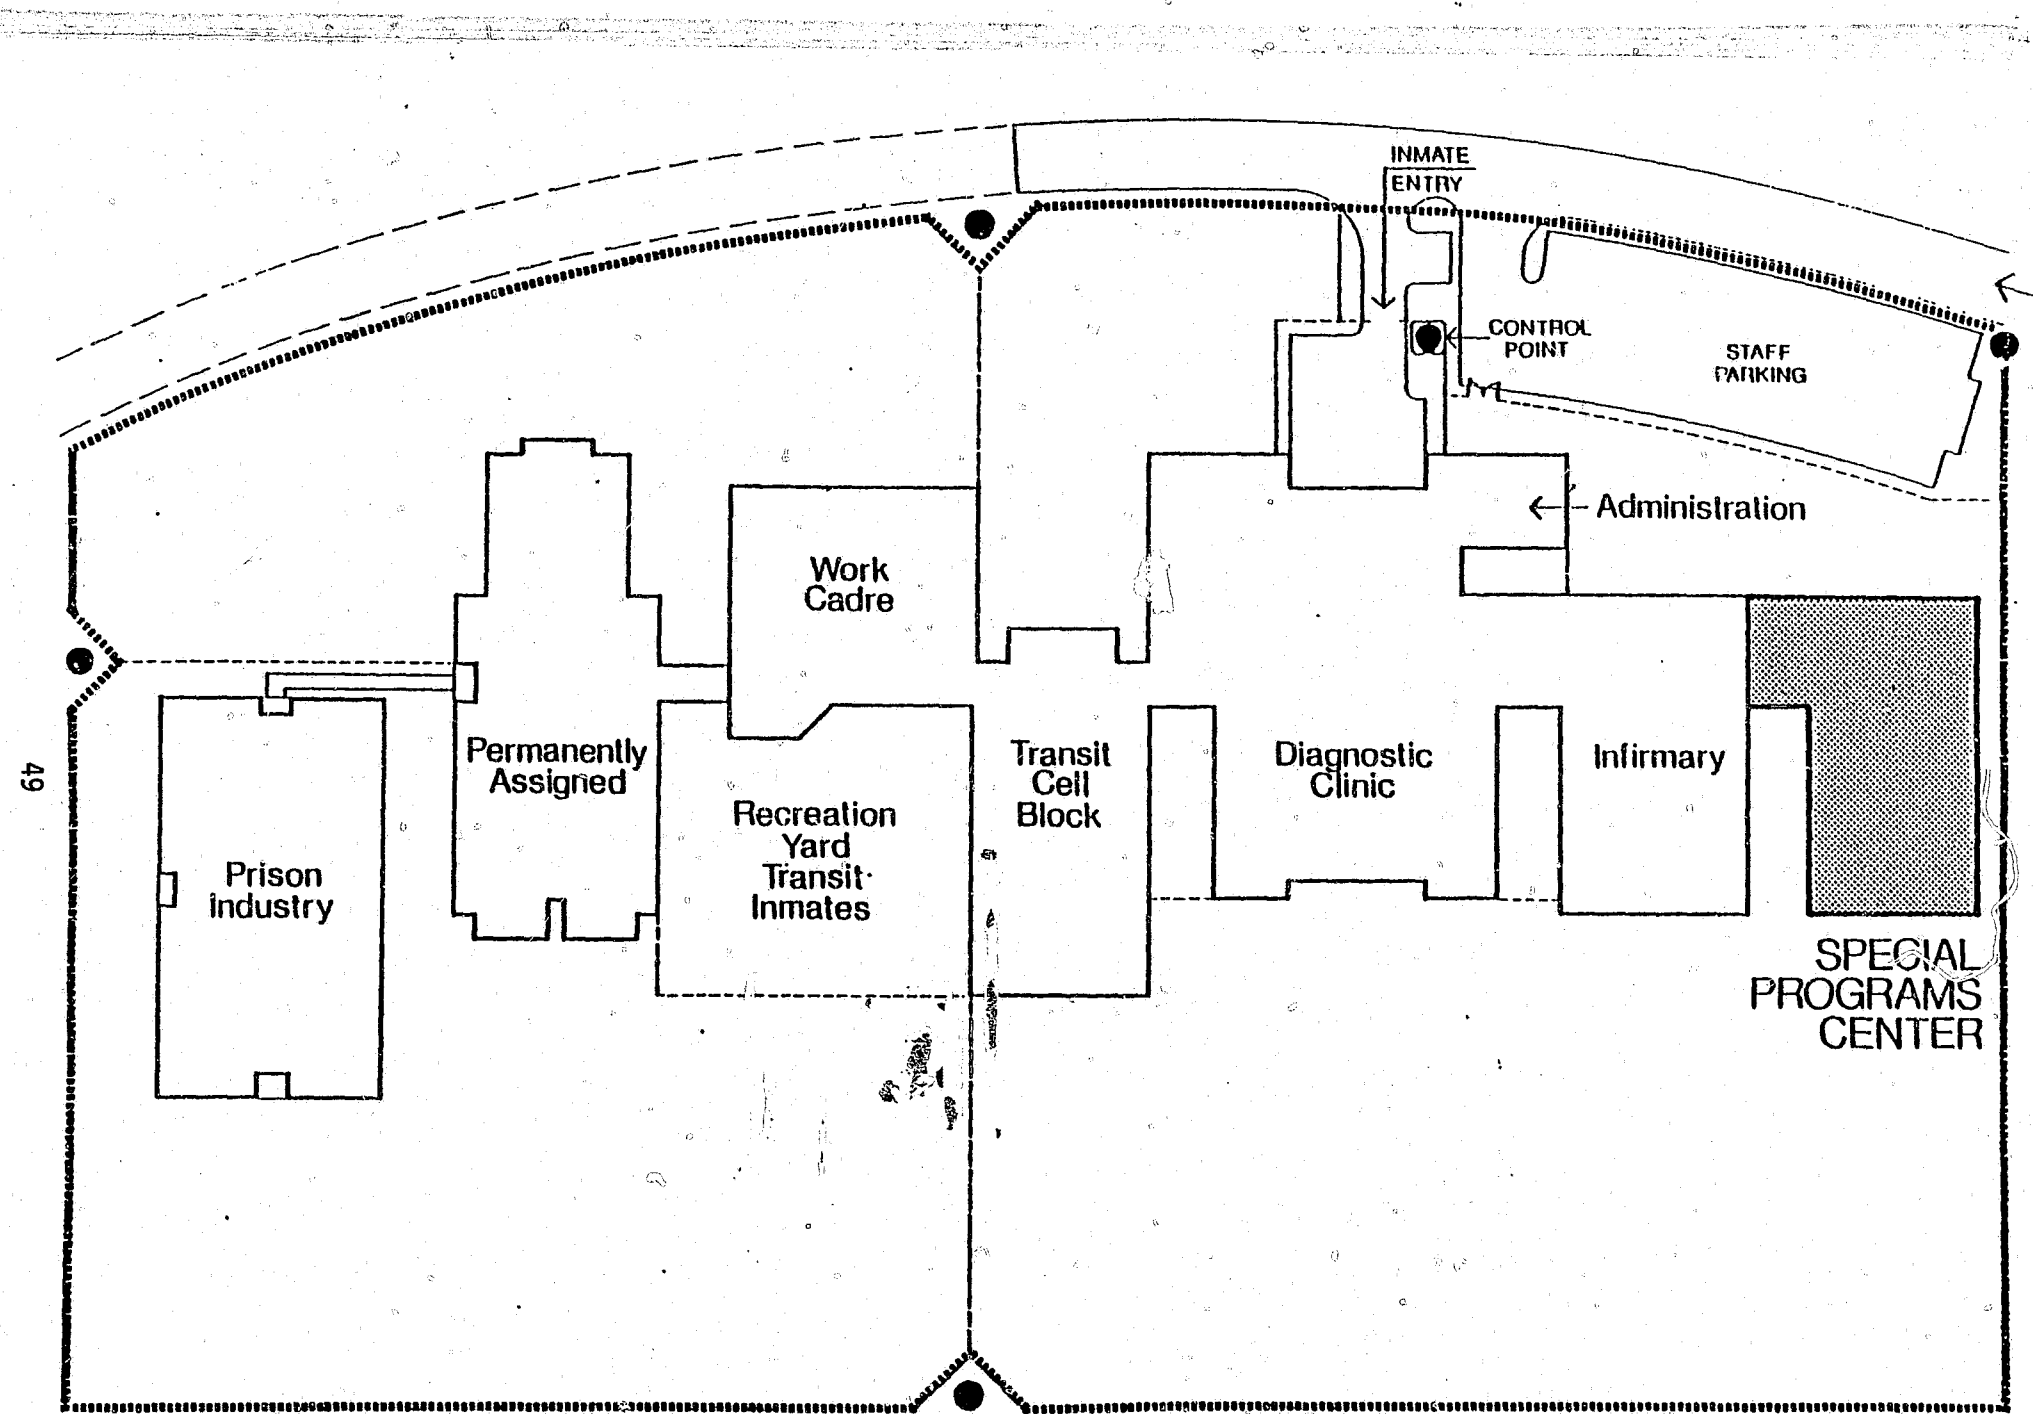 INMATE
ENTRY
CONTROL
POINT
STAFF
PARKING
Administration
Work
Cadre
Permanently
Assigned
Recreation
Yard
Transit
Inmates
Transit
Cell
Block
Diagnostic
Clinic
Infirmary
Prison
Industry
SPECIAL
PROGRAMS
CENTER
49